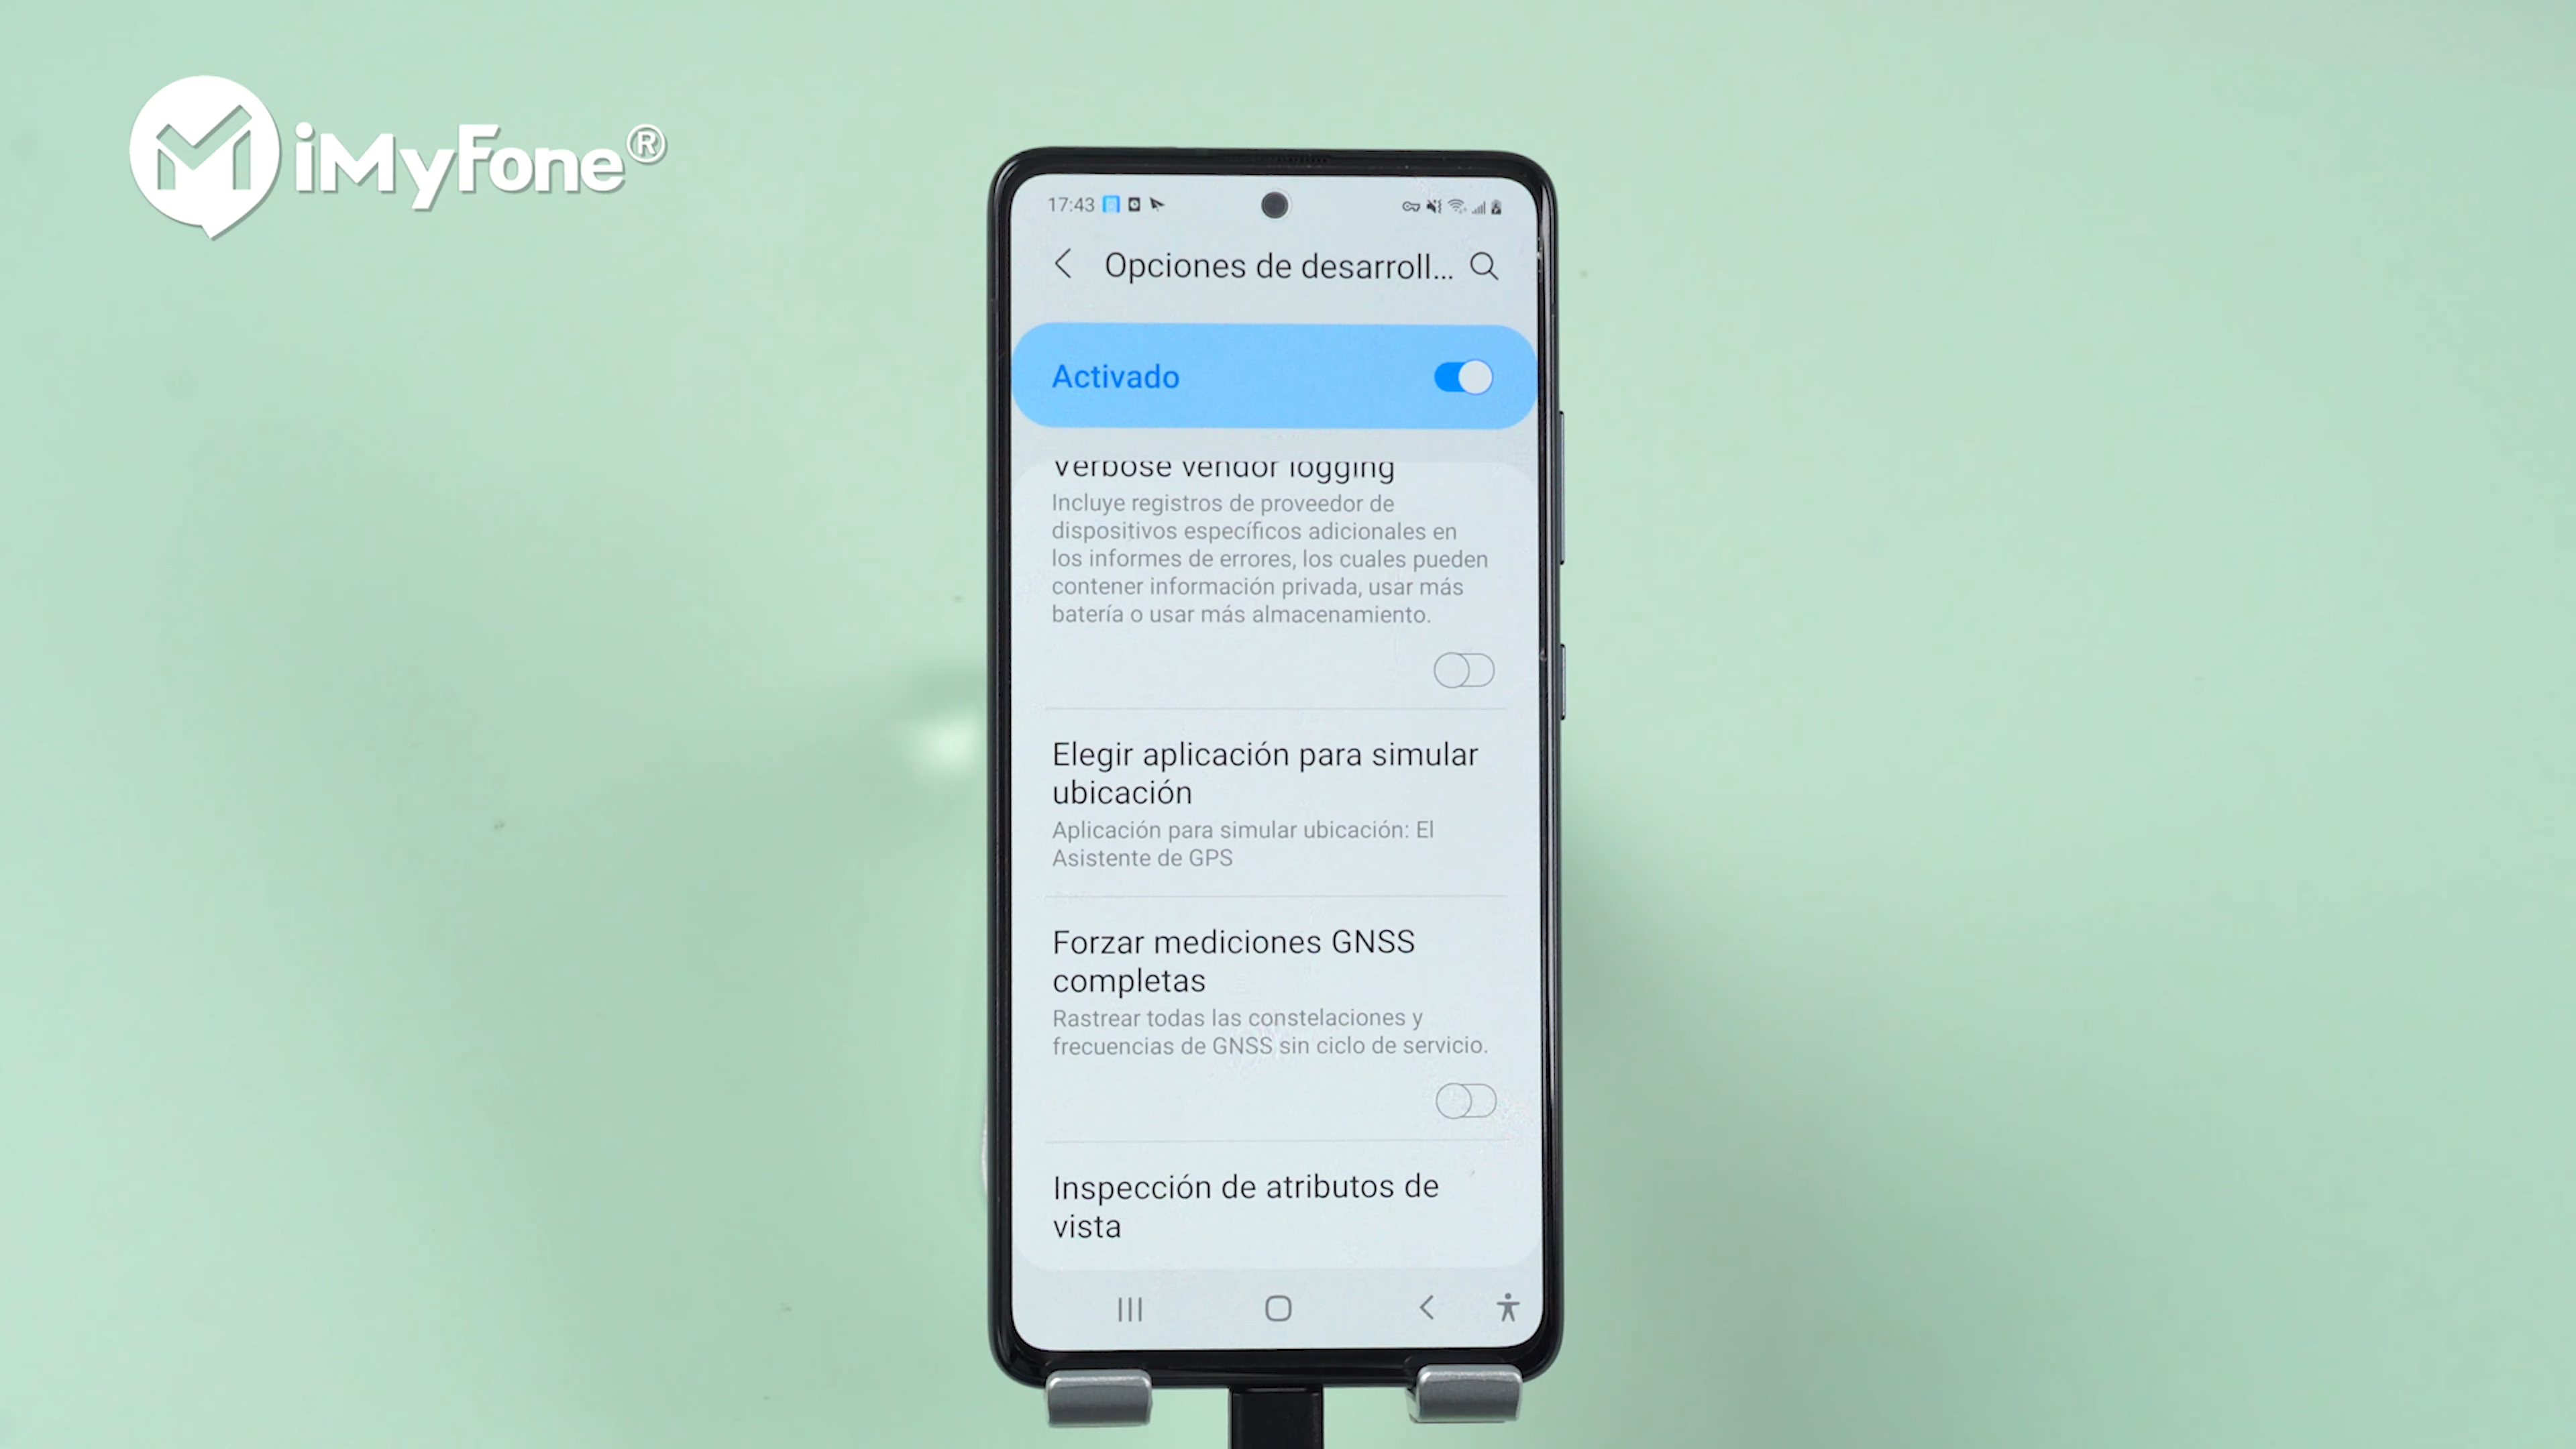 iMyFone®
17:43
Opciones de desarroll...
Activado
Verbose vendor logging
Incluye registros de proveedor de
dispositivos específicos adicionales en
los informes de errores, los cuales pueden
contener información privada, usar más
batería o usar más almacenamiento.
Elegir aplicación para simular
ubicación
Aplicación para simular ubicación: El
Asistente de GPS
Forzar mediciones GNSS
completas
Rastrear todas las constelaciones y
frecuencias de GNSS sin ciclo de servicio.
Inspección de atributos de
vista